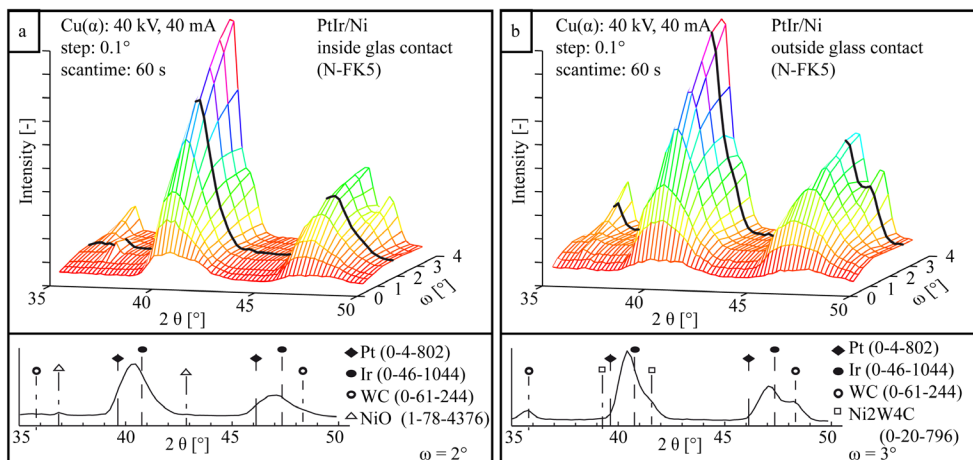 a
Cu(α): 40 kV, 40 mA
step: 0.1°
scantime: 60 s
PtIr/Ni
inside glas contact
(N-FK5)
Intensity [-]
35
40
45
50
2 θ [°]
0
1
2
3
4
ω [°]
35
40
45
50
2 θ [°]
Pt (0-4-802)
Ir (0-46-1044)
WC (0-61-244)
NiO (1-78-4376)
ω = 2°
b
Cu(α): 40 kV, 40 mA
step: 0.1°
scantime: 60 s
PtIr/Ni
outside glass contact
(N-FK5)
Intensity [-]
35
40
45
50
2 θ [°]
0
1
2
3
4
ω [°]
35
40
45
50
2 θ [°]
Pt (0-4-802)
Ir (0-46-1044)
WC (0-61-244)
Ni2W4C
(0-20-796)
ω = 3°